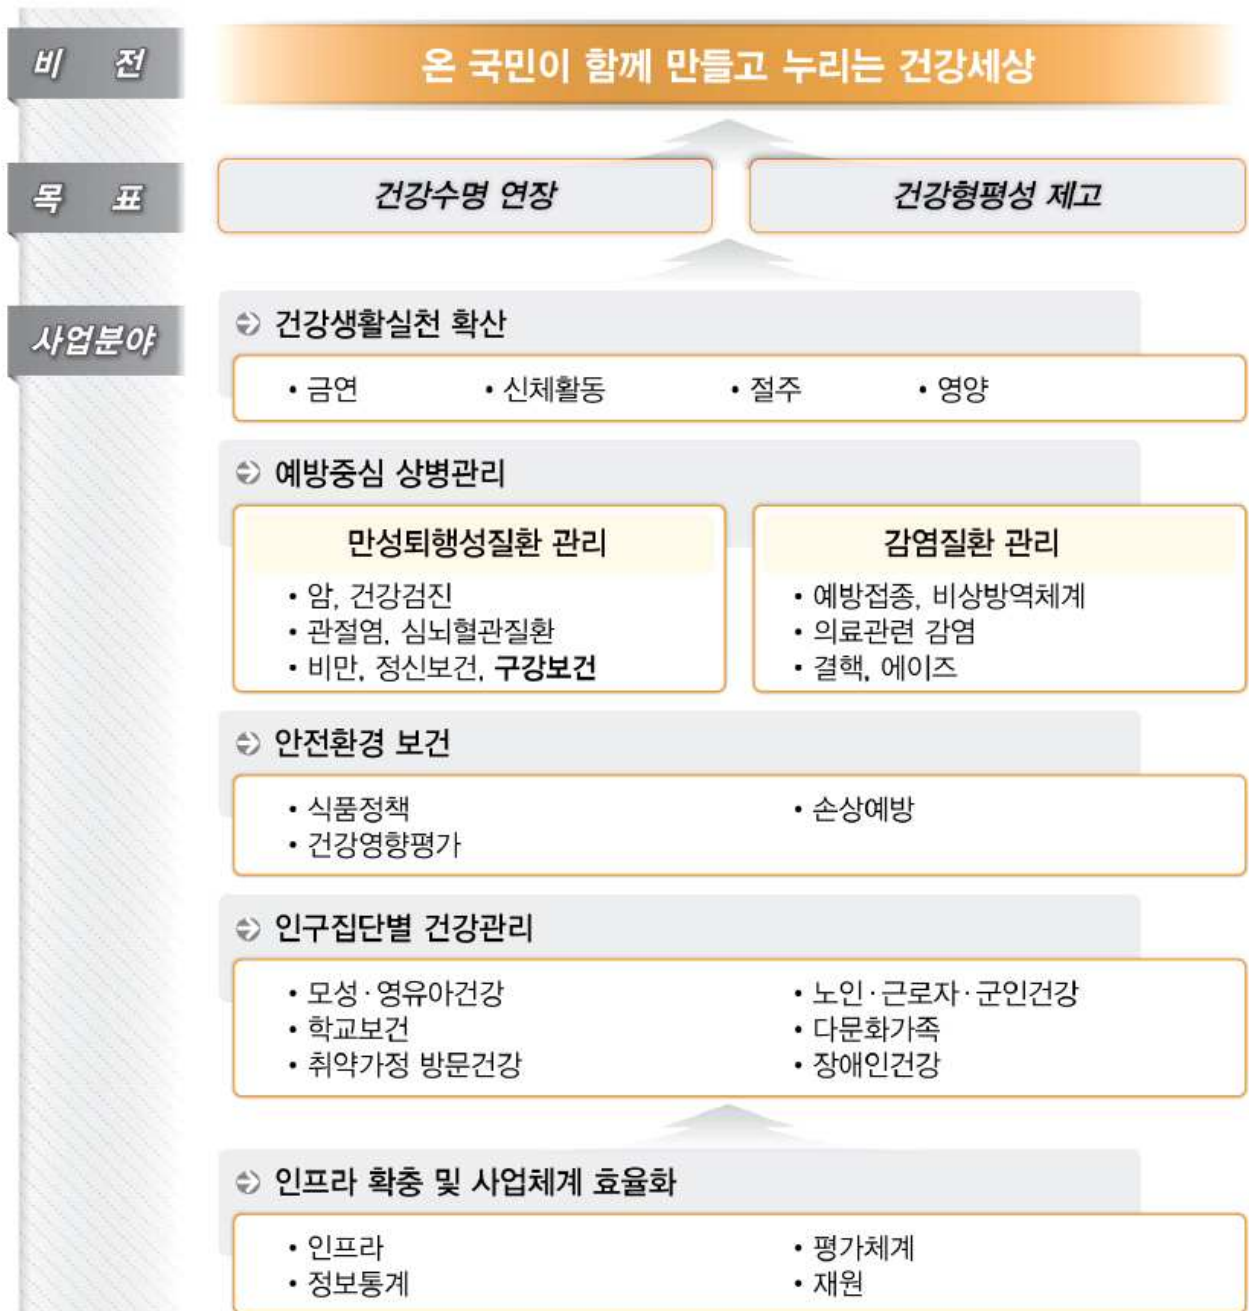 비 전
온 국민이 함께 만들고 누리는 건강세상
목 표
건강수명 연장
건강형평성 제고
사업분야
건강생활실천 확산
• 금연 • 신체활동 • 절주 • 영양
예방중심 상병관리
만성퇴행성질환 관리
• 암, 건강검진
• 관절염, 심뇌혈관질환
• 비만, 정신보건, 구강보건
감염질환 관리
• 예방접종, 비상방역체계
• 의료관련 감염
• 결핵, 에이즈
안전환경 보건
• 식품정책
• 건강영향평가
• 손상예방
인구집단별 건강관리
• 모성·영유아건강
• 학교보건
• 취약가정 방문건강
• 노인·근로자·군인건강
• 다문화가족
• 장애인건강
인프라 확충 및 사업체계 효율화
• 인프라
• 정보통계
• 평가체계
• 재원